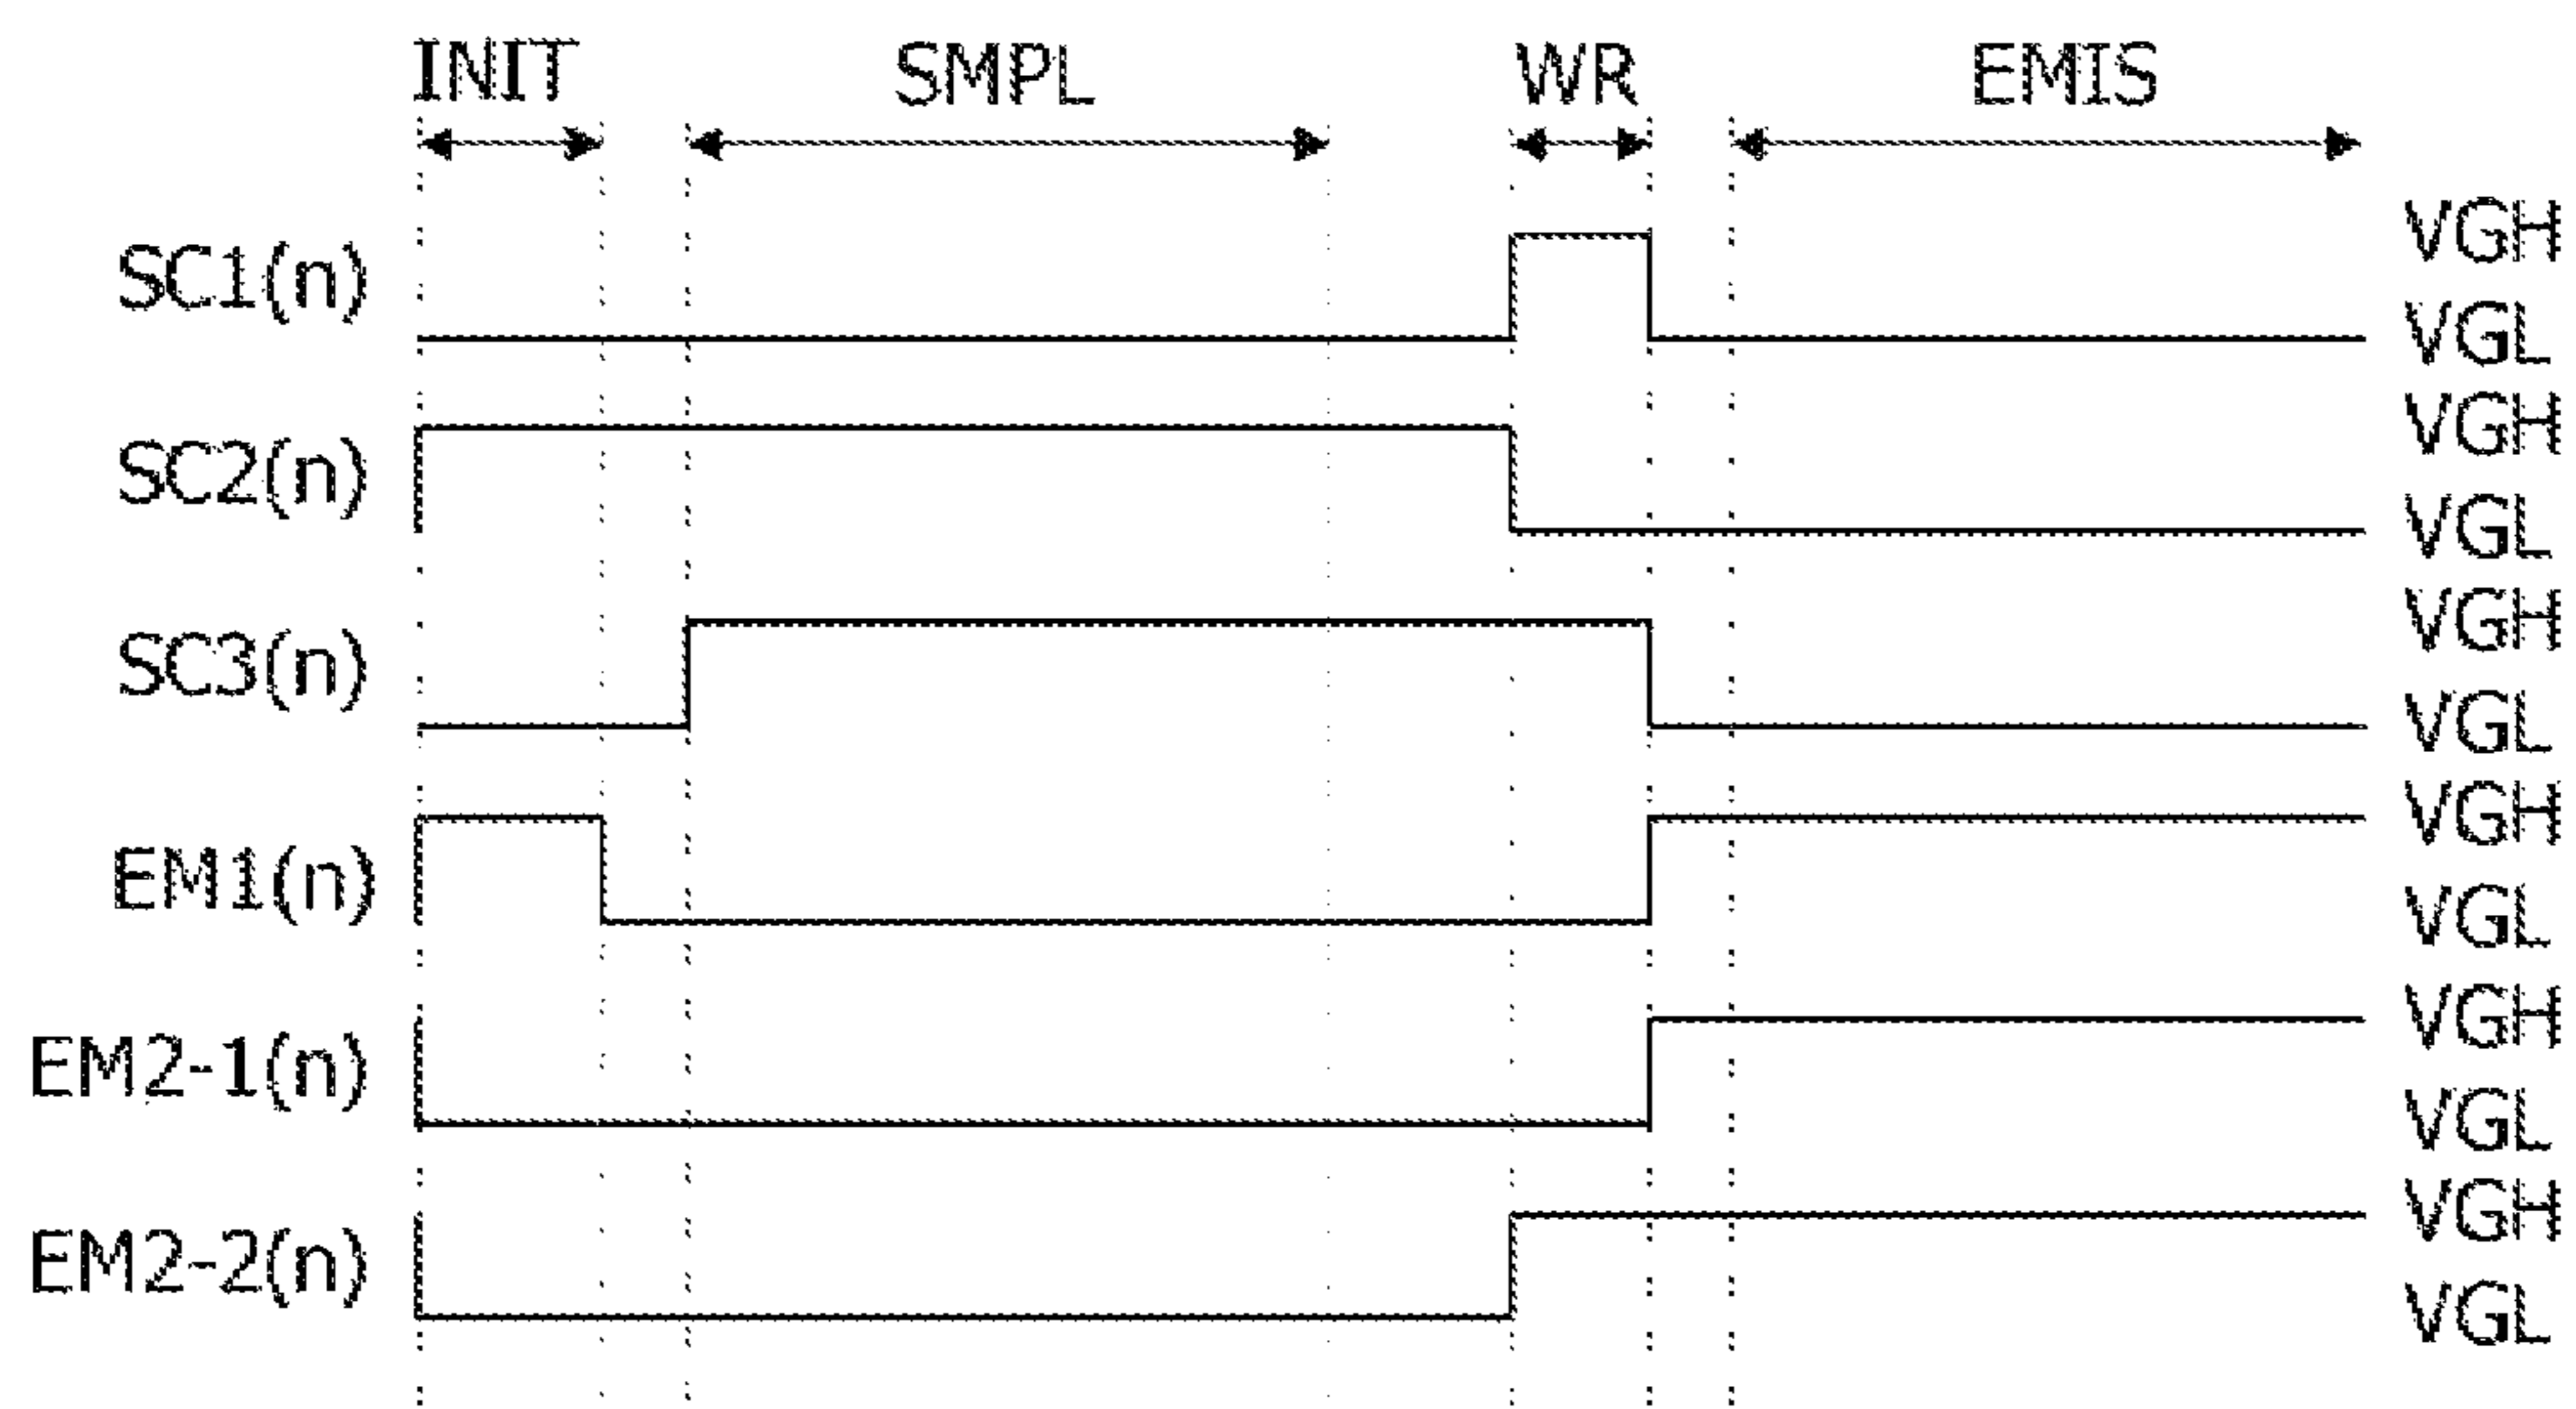 INIT SMPL WR EMIS
SC1(n) VGH
VGL
SC2(n) VGH
VGL
SC3(n) VGH
VGL
EM1(n) VGH
VGL
EM2-1(n) VGH
VGL
EM2-2(n) VGH
VGL